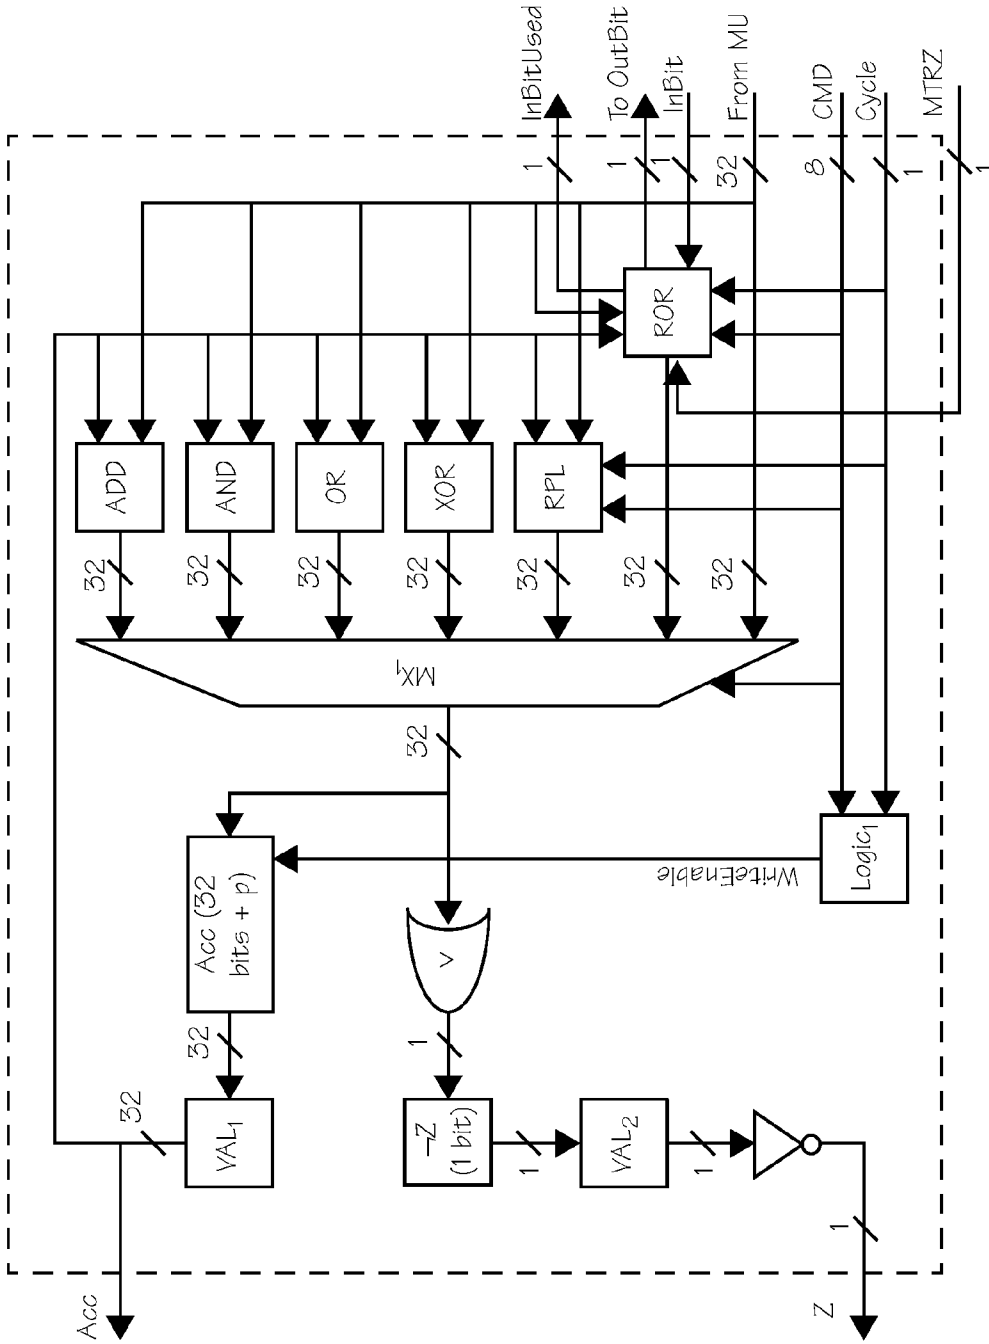 InBitUsed
To OutBit
InBit
From MU
CMD
Cycle
MTRZ
1
1
1
32
8
1
1
ROR
ADD
AND
OR
XOR
RPL
32
32
32
32
32
32
32
MX1
32
Acc (32
bits + p)
WriteEnable
Logic1
V
32
1
32
VAL1
¬Z
(1 bit)
1
VAL2
1
1
Acc
Z